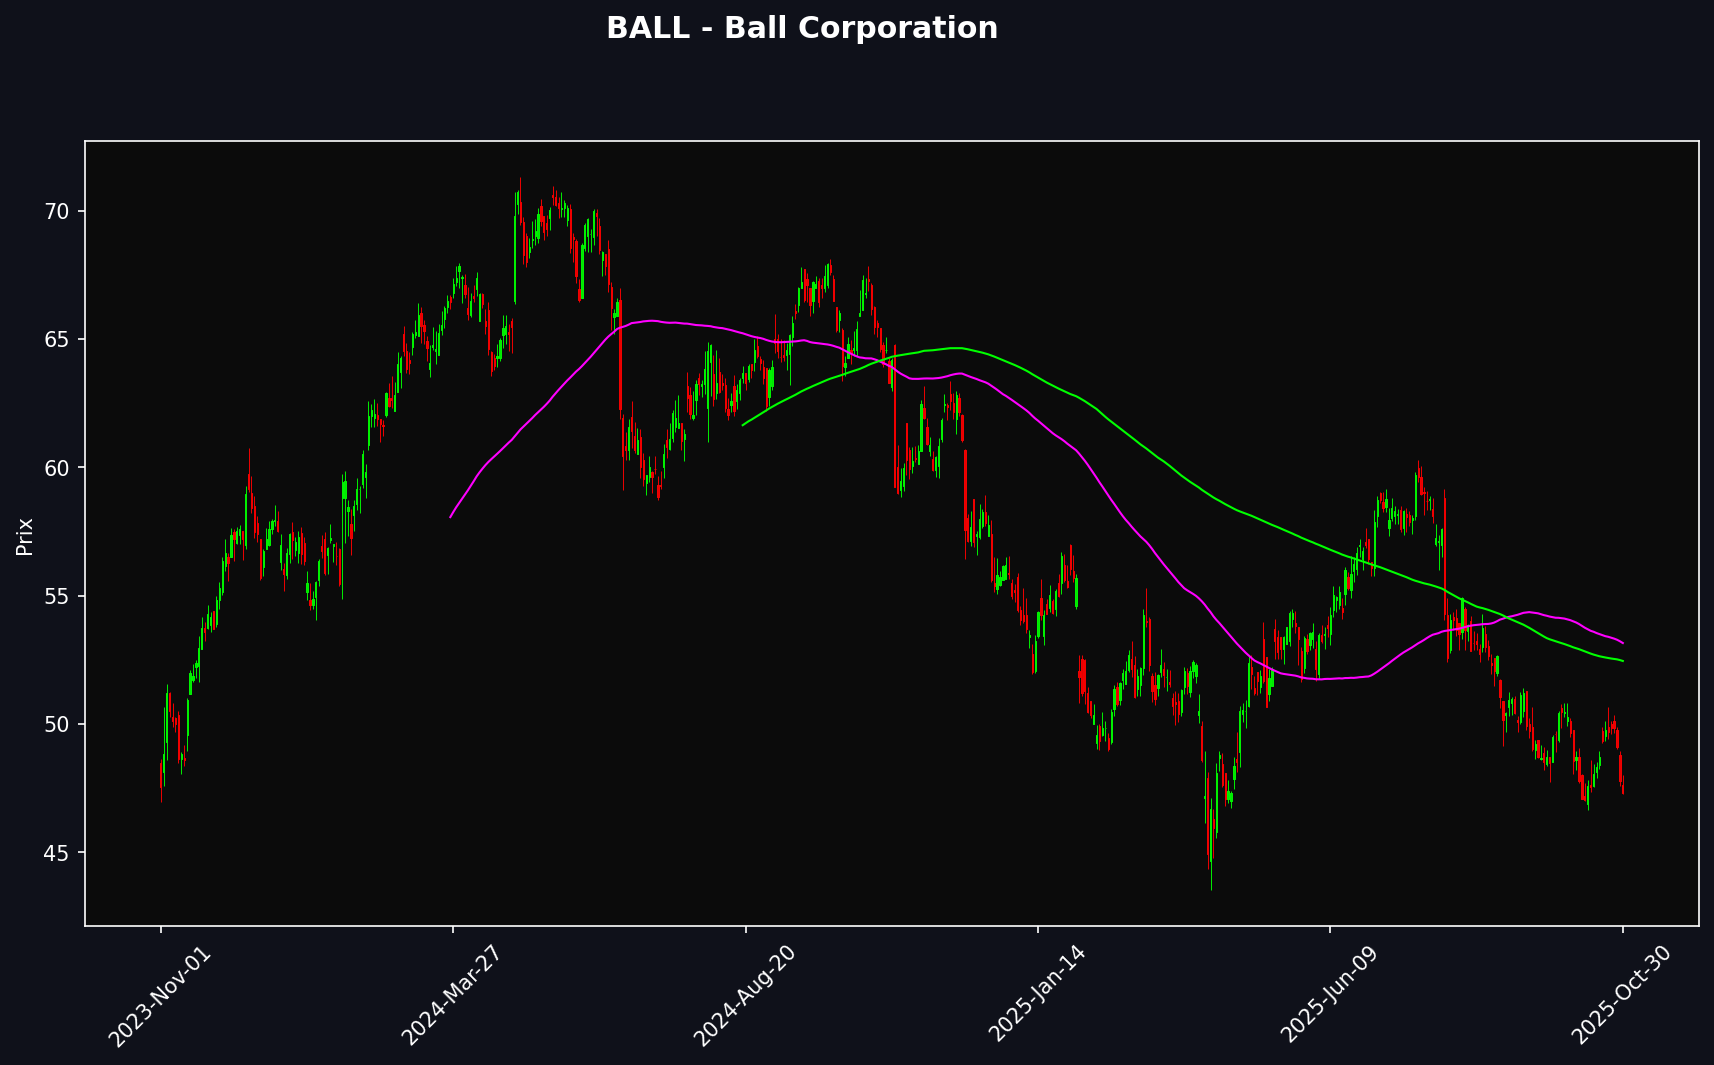 BALL - Ball Corporation
Prix
70
65
60
55
50
45
2023-Nov-01
2024-Mar-27
2024-Aug-20
2025-Jan-14
2025-Jun-09
2025-Oct-30